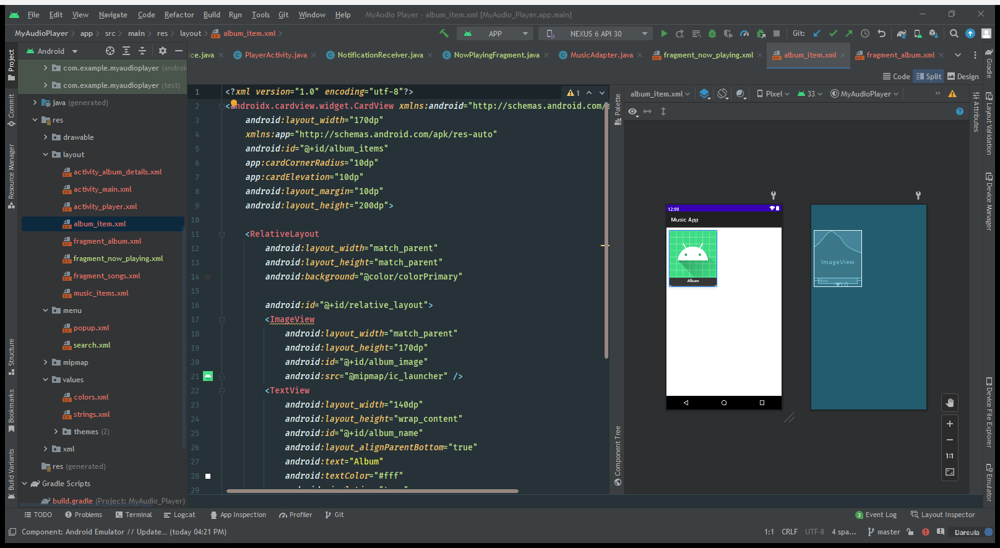 File Edit View Navigate Code Refactor Build Run Tools Git Window Help MyAudio Player - album_item.xml [MyAudio_Player.app.main]
MyAudioPlayer app src main res layout album_item.xml APP NEXUS 6 API 30 Git:
Android ice.java PlayerActivity.java NotificationReceiver.java NowPlayingFragment.java MusicAdapter.java fragment_now_playing.xml album_item.xml fragment_album.xml
Code Split Design
Project
Commit
Resource Manager
Structure
Bookmarks
Build Variants
com.example.myaudioplayer
com.example.myaudioplayer (test)
java (generated)
res
drawable
layout
activity_album_details.xml
activity_main.xml
activity_player.xml
album_item.xml
fragment_album.xml
fragment_now_playing.xml
fragment_songs.xml
music_items.xml
menu
popup.xml
search.xml
mipmap
values
colors.xml
strings.xml
themes (2)
xml
res (generated)
Gradle Scripts
build.gradle (Project: MyAudio_Player)
1 <?xml version="1.0" encoding="utf-8"?>
2 <androidx.cardview.widget.CardView xmlns:android="http://schemas.android.com/
3 android:layout_width="170dp"
4 xmlns:app="http://schemas.android.com/apk/res-auto"
5 android:id="@+id/album_items"
6 app:cardCornerRadius="10dp"
7 app:cardElevation="10dp"
8 android:layout_margin="10dp"
9 android:layout_height="200dp">
10
11 <RelativeLayout
12 android:layout_width="match_parent"
13 android:layout_height="match_parent"
14 android:background="@color/colorPrimary"
15
16 android:id="@+id/relative_layout">
17 <ImageView
18 android:layout_width="match_parent"
19 android:layout_height="170dp"
20 android:id="@+id/album_image"
21 android:src="@mipmap/ic_launcher" />
22 <TextView
23 android:layout_width="140dp"
24 android:layout_height="wrap_content"
25 android:id="@+id/album_name"
26 android:layout_alignParentBottom="true"
27 android:text="Album"
28 android:textColor="#fff"
29
1
Palette
Component Tree
album_item.xml Pixel 33 MyAudioPlayer
12:00
Music App
Album
ImageView
Album
1:1
Attributes
Gradle
Layout Validation
Device Manager
Device File Explorer
Emulator
TODO Problems Terminal Logcat App Inspection Profiler Git 3 Event Log Layout Inspector
Component: Android Emulator // Update... (today 04:21 PM) 1:1 CRLF UTF-8 4 spa... master Darcula